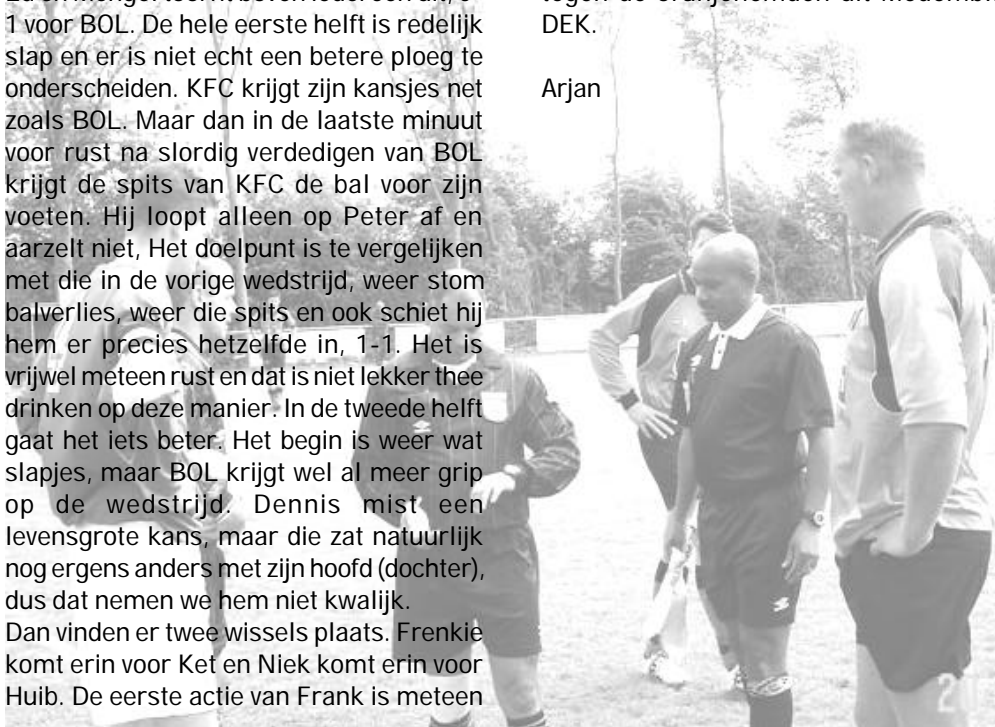 1 voor BOL. De hele eerste helft is redelijk
slap en er is niet echt een betere ploeg te
onderscheiden. KFC krijgt zijn kansjes net
zoals BOL. Maar dan in de laatste minuut
voor rust na slordig verdedigen van BOL
krijgt de spits van KFC de bal voor zijn
voeten. Hij loopt alleen op Peter af en
aarzelt niet, Het doelpunt is te vergelijken
met die in de vorige wedstrijd, weer stom
balverlies, weer die spits en ook schiet hij
hem er precies hetzelfde in, 1-1. Het is
vrijwel meteen rust en dat is niet lekker thee
drinken op deze manier. In de tweede helft
gaat het iets beter. Het begin is weer wat
slapjes, maar BOL krijgt wel al meer grip
op de wedstrijd. Dennis mist een
levensgrote kans, maar die zat natuurlijk
nog ergens anders met zijn hoofd (dochter),
dus dat nemen we hem niet kwalijk.
Dan vinden er twee wissels plaats. Frenkie
komt erin voor Ket en Niek komt erin voor
Huib. De eerste actie van Frank is meteen
DEK.
Arjan